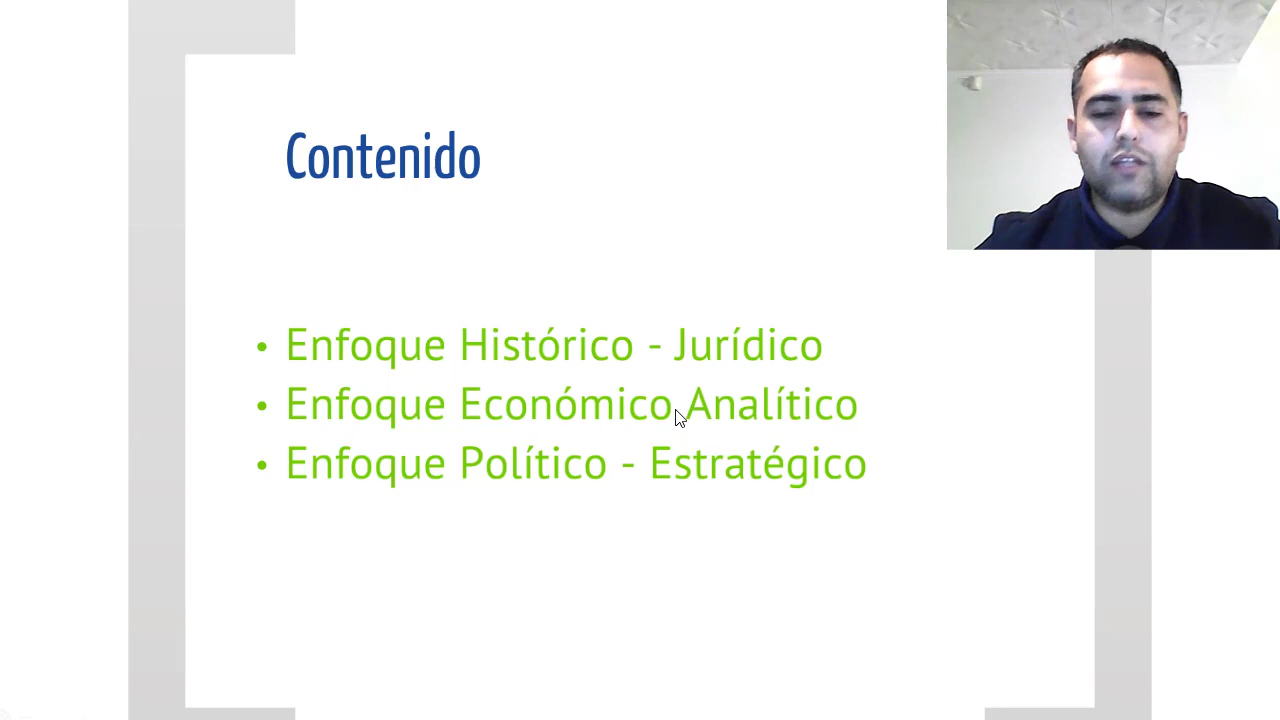 Contenido
• Enfoque Histórico - Jurídico
• Enfoque Económico Analítico
• Enfoque Político - Estratégico